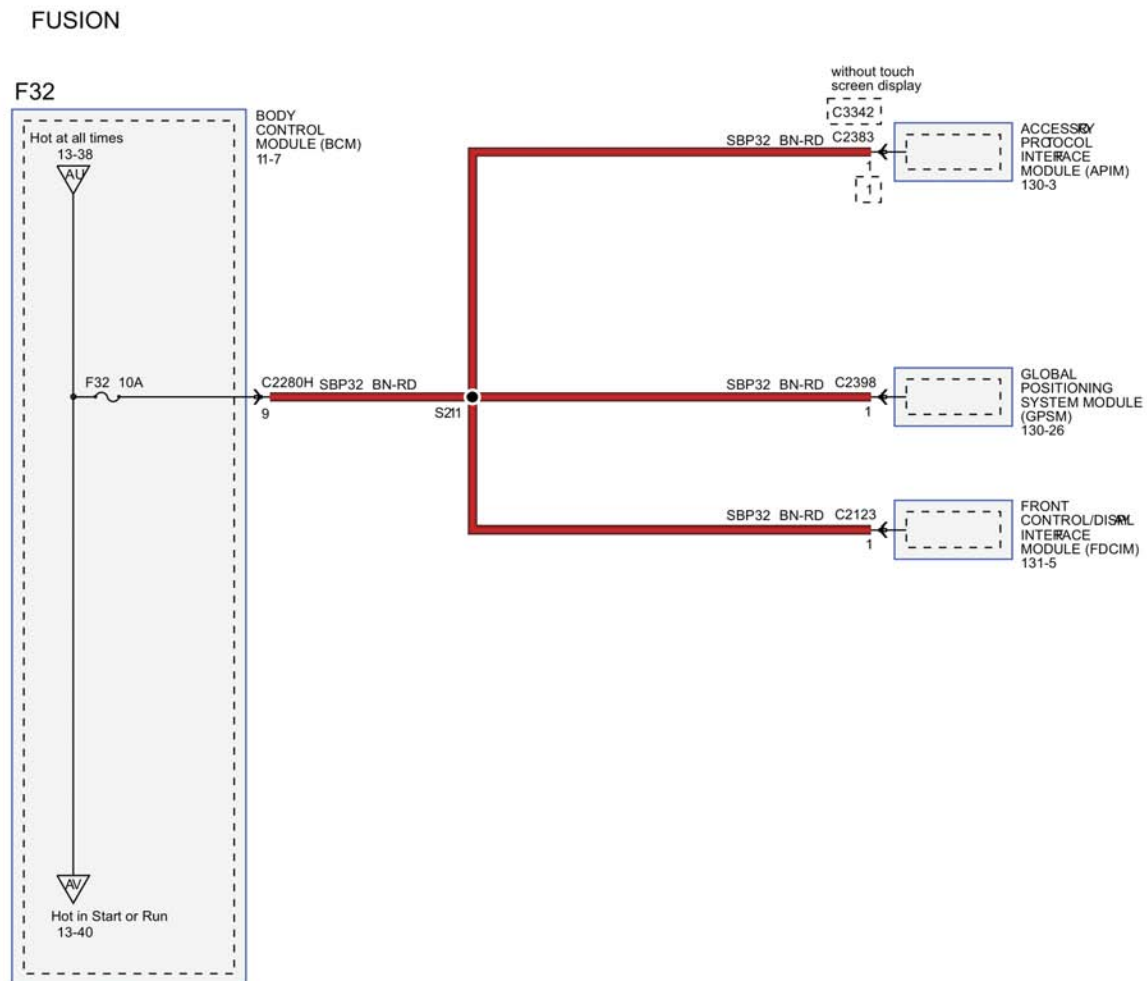 FUSION
F32
Hot at all times
13-38
AU
BODY
CONTROL
MODULE (BCM)
11-7
without touch
screen display
C3342
SBP32 BN-RD C2383
1
1
ACCESSORY
PROTOCOL
INTERFACE
MODULE (APIM)
130-3
F32 10A
C2280H SBP32 BN-RD
9
S211
SBP32 BN-RD C2398
1
GLOBAL
POSITIONING
SYSTEM MODULE
(GPSM)
130-26
SBP32 BN-RD C2123
1
FRONT
CONTROL/DISPLAY
INTERFACE
MODULE (FDCIM)
131-5
AV
Hot in Start or Run
13-40